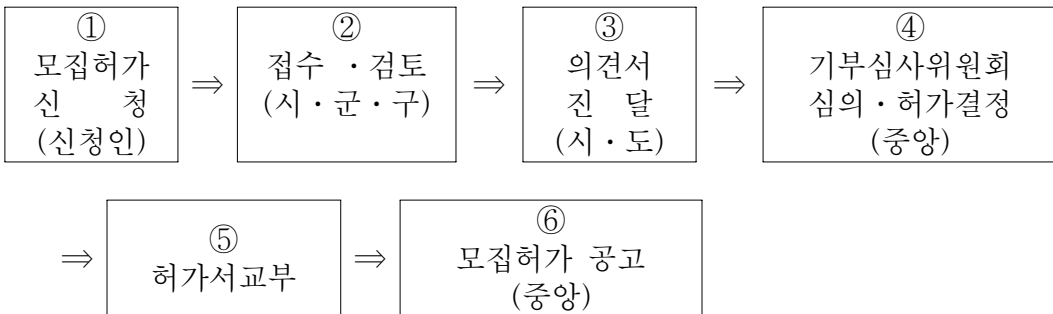 ①
모집허가
신 청
(신청인)
⇒
②
접수 ・검토
(시・군・구)
⇒
③
의견서
진 달
(시・도)
⇒
④
기부심사위원회
심의・허가결정
(중앙)
⇒
⑤
허가서교부
⇒
⑥
모집허가 공고
(중앙)